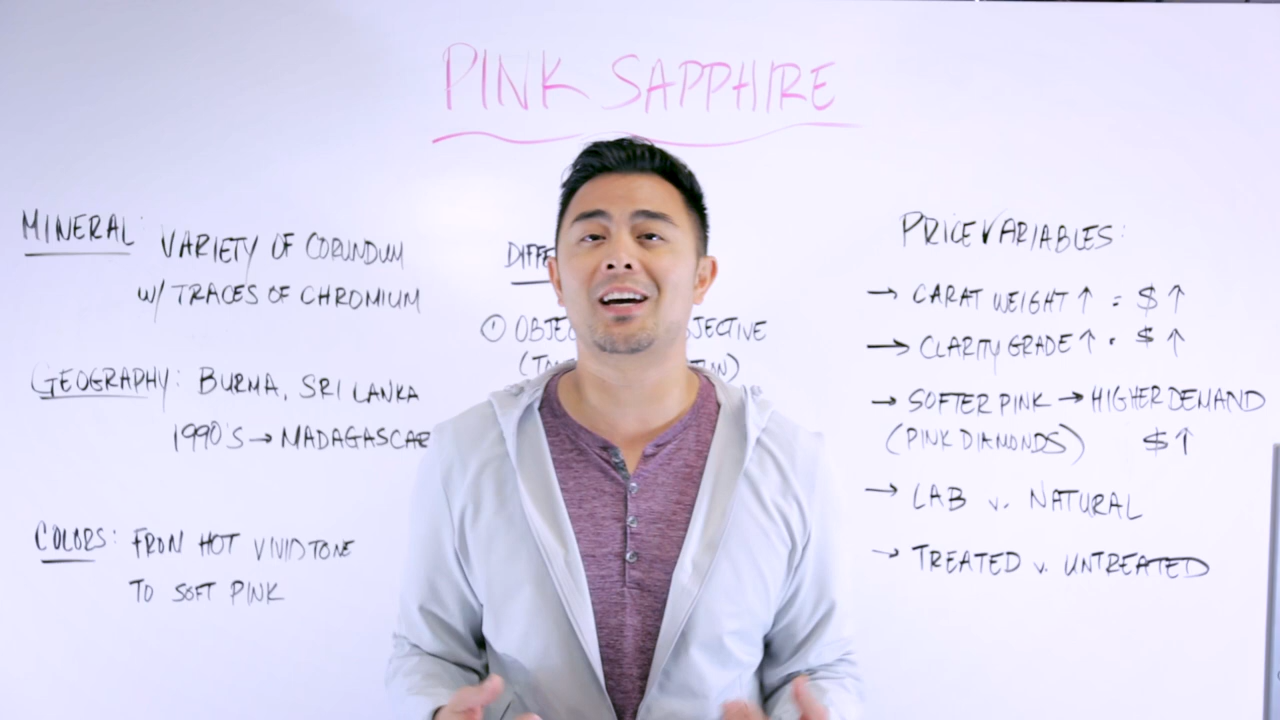 PINK SAPPHIRE
MINERAL: VARIETY OF CORUNDUM
W/ TRACES OF CHROMIUM
GEOGRAPHY: BURMA, SRI LANKA
1990'S → MADAGASCAR
COLORS: FROM HOT VIVID TONE
TO SOFT PINK
DIFFE
① OBJEC JECTIVE
PRICE VARIABLES:
→ CARAT WEIGHT ↑ = $ ↑
→ CLARITY GRADE ↑ = $ ↑
→ SOFTER PINK → HIGHER DEMAND
(PINK DIAMONDS) $ ↑
→ LAB v. NATURAL
→ TREATED v. UNTREATED